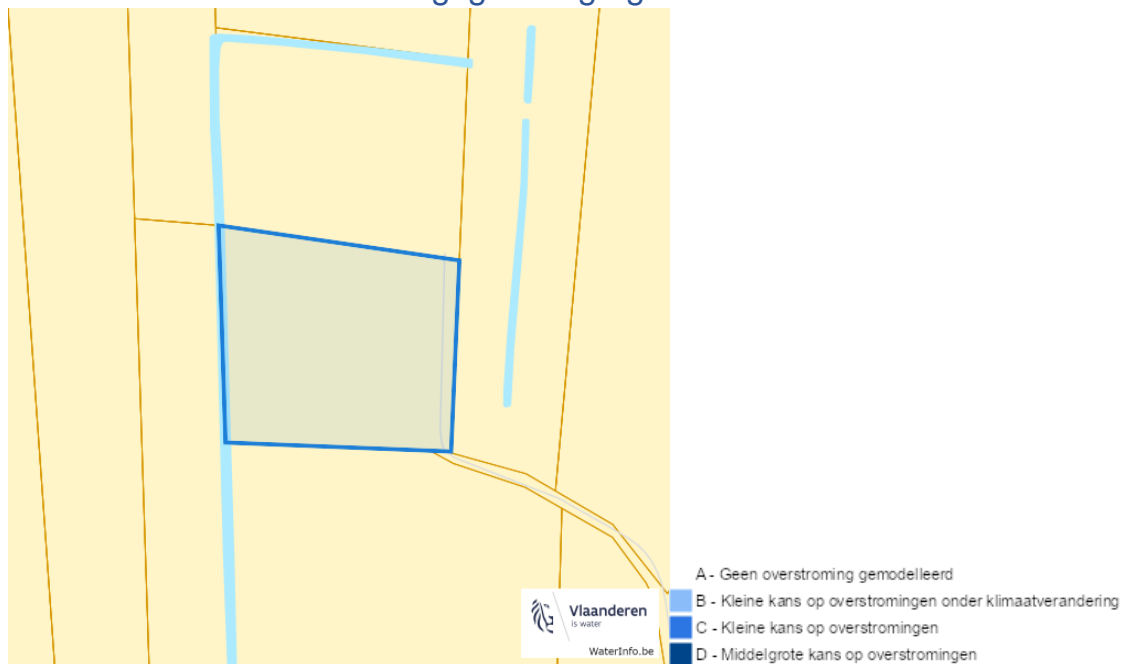 A - Geen overstroming gemodelleerd
B - Kleine kans op overstromingen onder klimaatverandering
C - Kleine kans op overstromingen
Vlaanderen
is water
WaterInfo.be
D - Middelgrote kans op overstromingen